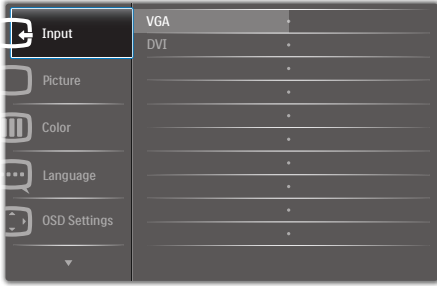 Input
Picture
Color
Language
OSD Settings
VGA
DVI